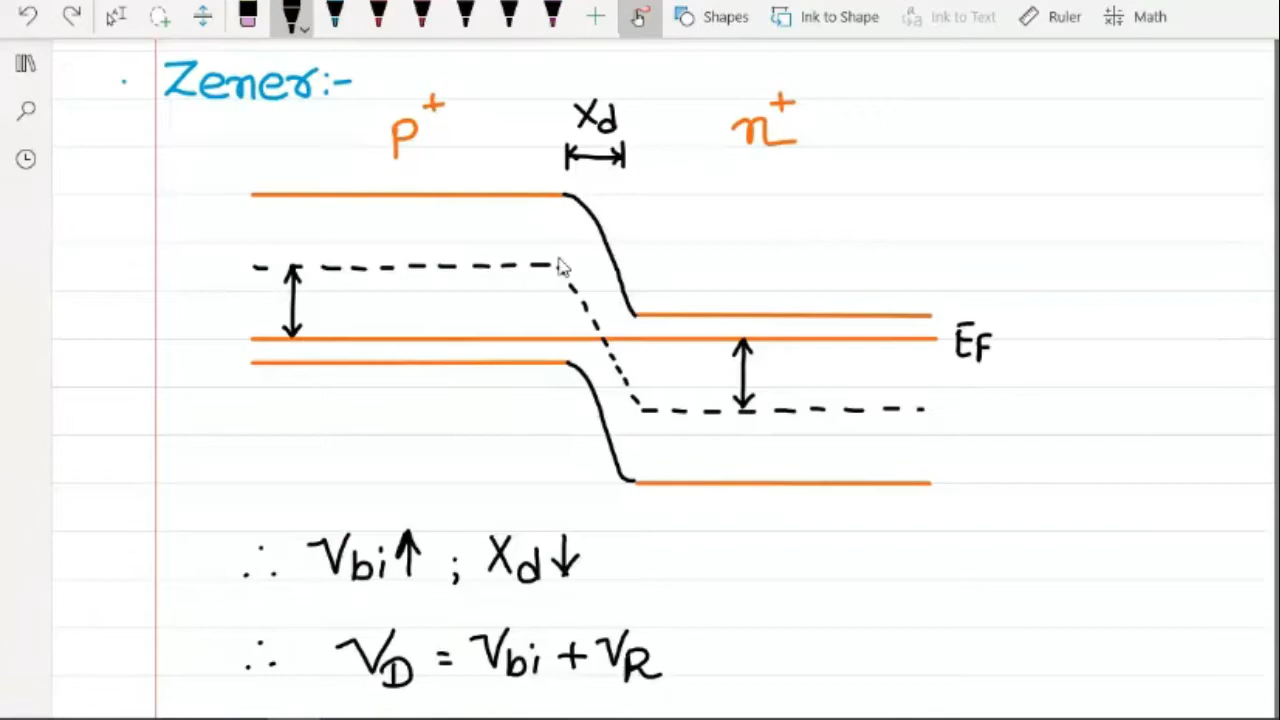 Shapes Ink to Shape Ink to Text Ruler Math
Zener:-
p⁺ Xd n⁺
EF
∴ Vbi↑ ; Xd↓
∴ VD = Vbi + VR